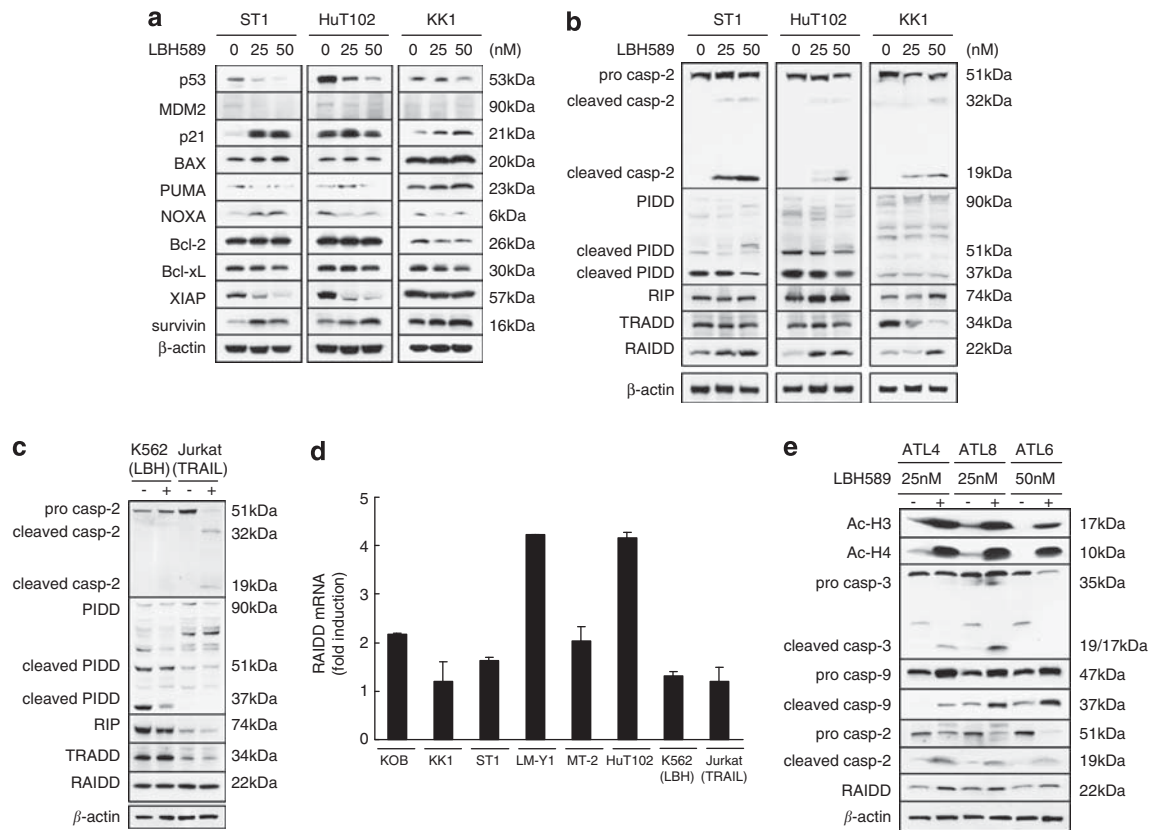 a
ST1 HuT102 KK1
LBH589 0 25 50 0 25 50 0 25 50 (nM)
p53 53kDa
MDM2 90kDa
p21 21kDa
BAX 20kDa
PUMA 23kDa
NOXA 6kDa
Bcl-2 26kDa
Bcl-xL 30kDa
XIAP 57kDa
survivin 16kDa
β-actin
b
ST1 HuT102 KK1
LBH589 0 25 50 0 25 50 0 25 50 (nM)
pro casp-2 51kDa
cleaved casp-2 32kDa
cleaved casp-2 19kDa
PIDD 90kDa
cleaved PIDD 51kDa
cleaved PIDD 37kDa
RIP 74kDa
TRADD 34kDa
RAIDD 22kDa
β-actin
c
K562 Jurkat
(LBH) (TRAIL)
- + - +
pro casp-2 51kDa
cleaved casp-2 32kDa
cleaved casp-2 19kDa
PIDD 90kDa
cleaved PIDD 51kDa
cleaved PIDD 37kDa
RIP 74kDa
TRADD 34kDa
RAIDD 22kDa
β-actin
d
RAIDD mRNA
(fold induction)
5
4
3
2
1
0
KOB KK1 ST1 LM-Y1 MT-2 HuT102 K562 Jurkat
(LBH) (TRAIL)
e
ATL4 ATL8 ATL6
LBH589 25nM 25nM 50nM
- + - + - +
Ac-H3 17kDa
Ac-H4 10kDa
pro casp-3 35kDa
cleaved casp-3 19/17kDa
pro casp-9 47kDa
cleaved casp-9 37kDa
pro casp-2 51kDa
cleaved casp-2 19kDa
RAIDD 22kDa
β-actin